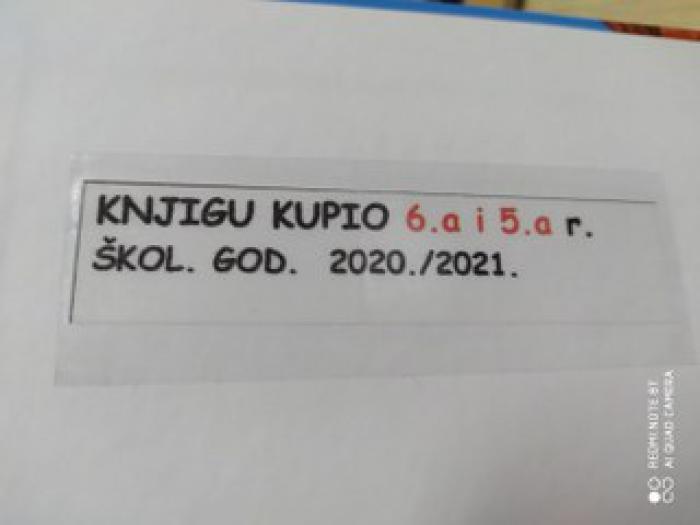 KNJIGU KUPIO 6.a i 5.a r.
ŠKOL. GOD. 2020./2021.
REDMI NOTE 8T
AI QUAD CAMERA